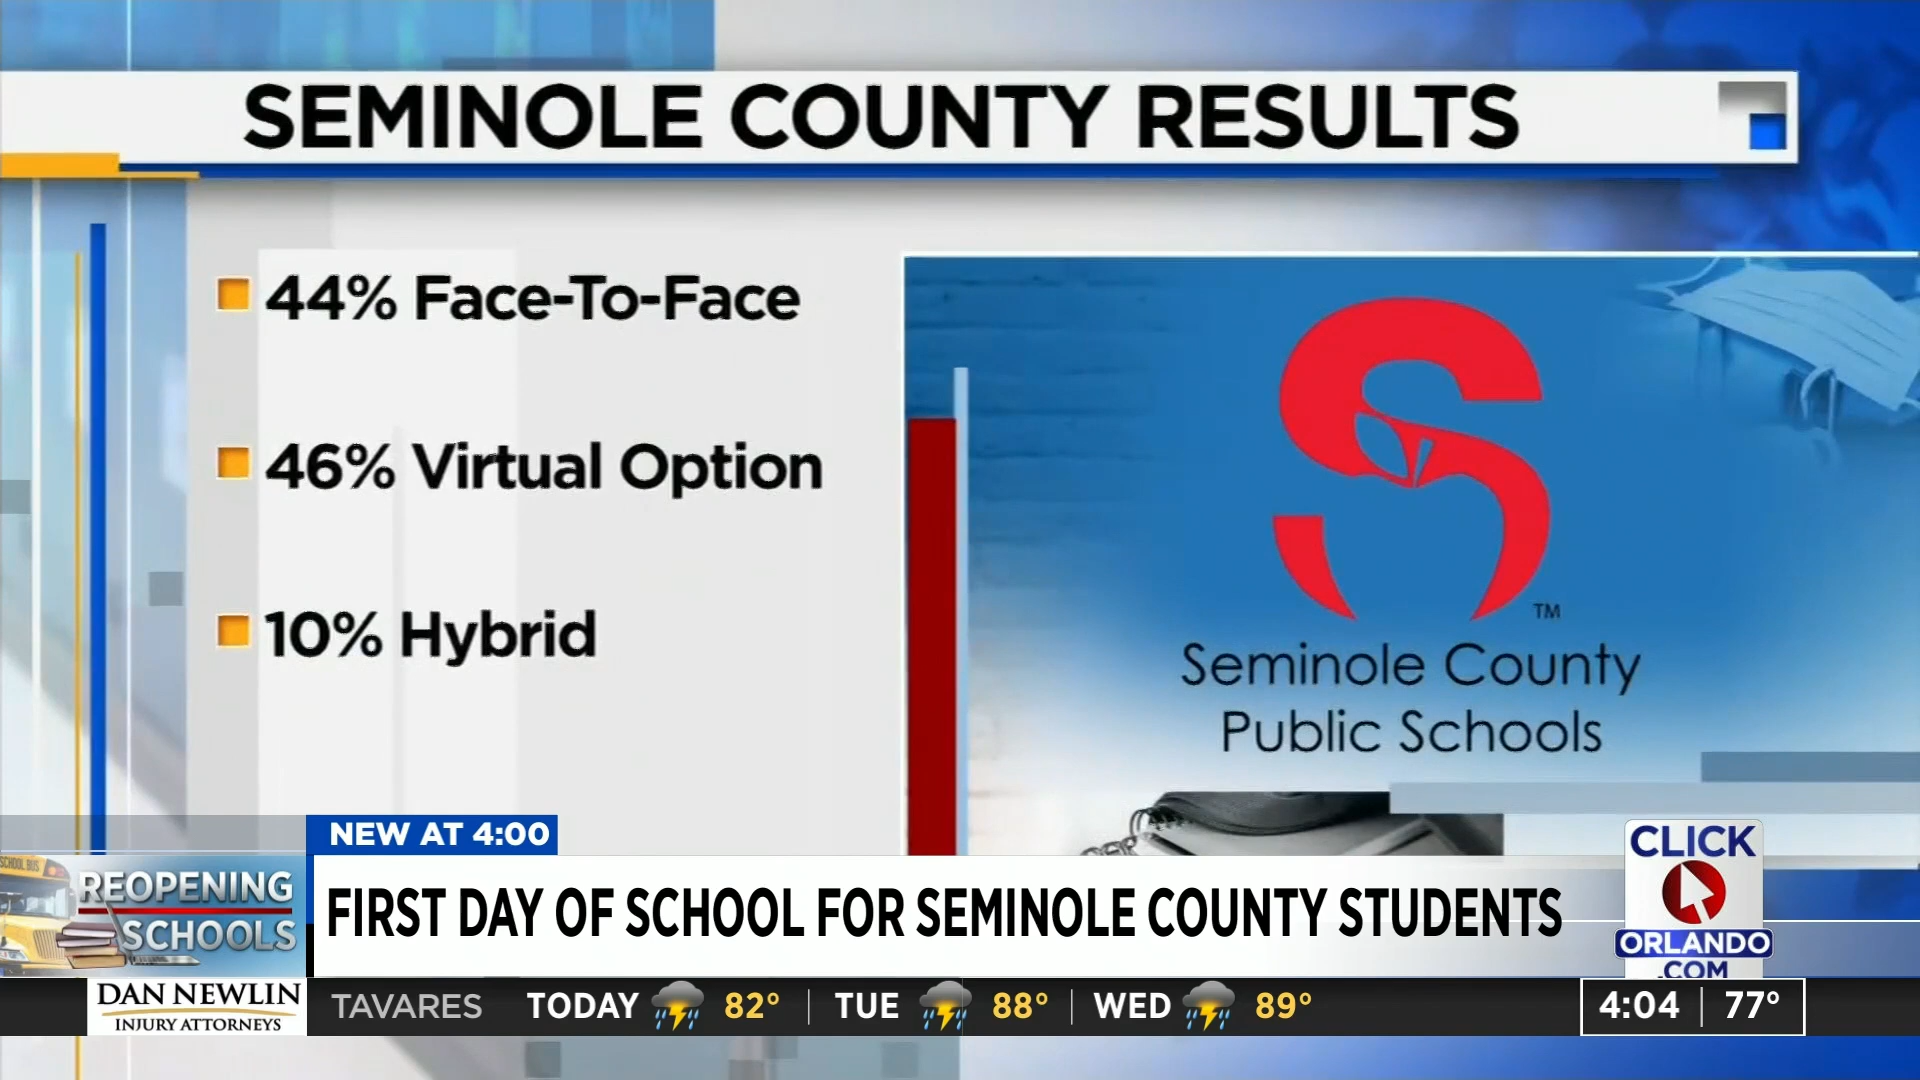 SEMINOLE COUNTY RESULTS
44% Face-To-Face
46% Virtual Option
10% Hybrid
TM
Seminole County
Public Schools
NEW AT 4:00
SCHOOL BUS
REOPENING
SCHOOLS
FIRST DAY OF SCHOOL FOR SEMINOLE COUNTY STUDENTS
CLICK
ORLANDO
.COM
DAN NEWLIN
INJURY ATTORNEYS
TAVARES TODAY 82° TUE 88° WED 89°
4:04 77°